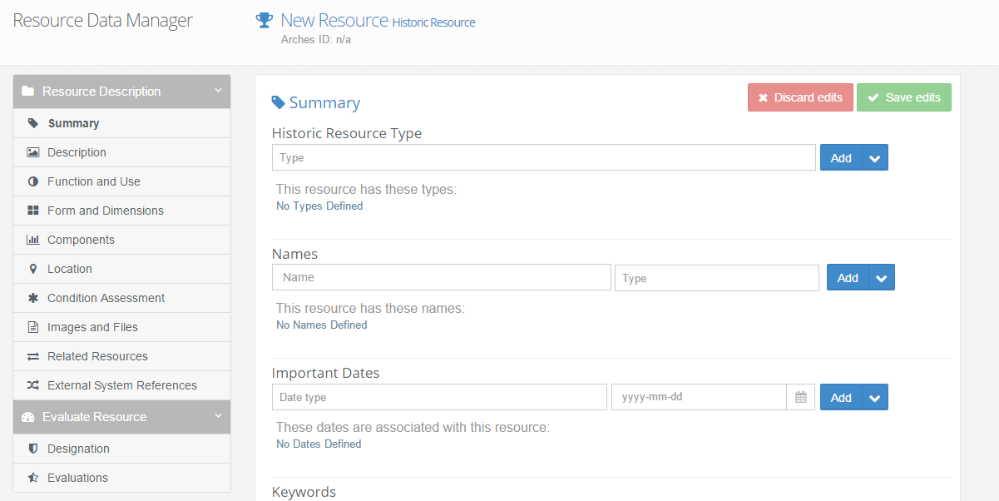 Resource Data Manager
New Resource Historic Resource
Arches ID: n/a
Resource Description
Summary
Description
Function and Use
Form and Dimensions
Components
Location
Condition Assessment
Images and Files
Related Resources
External System References
Evaluate Resource
Designation
Evaluations
Summary
Discard edits Save edits
Historic Resource Type
Type Add
This resource has these types:
No Types Defined
Names
Name Type Add
This resource has these names:
No Names Defined
Important Dates
Date type yyyy-mm-dd Add
These dates are associated with this resource:
No Dates Defined
Keywords